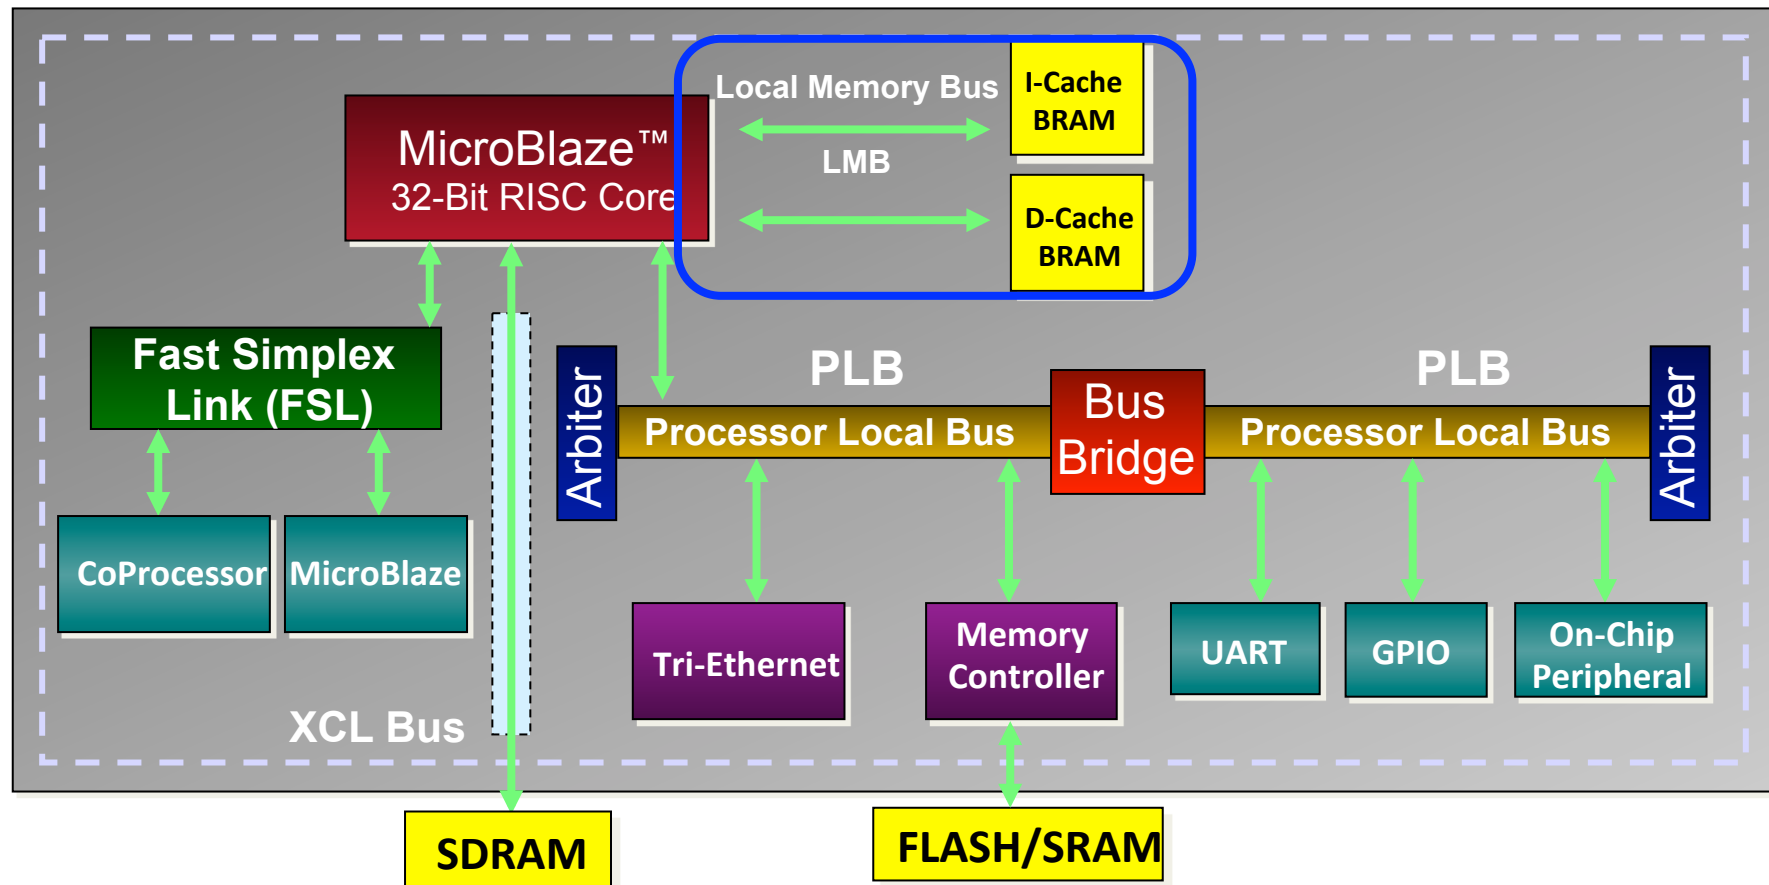 Local Memory Bus
LMB
I-Cache
BRAM
D-Cache
BRAM
MicroBlaze™
32-Bit RISC Core
Fast Simplex
Link (FSL)
CoProcessor
MicroBlaze
XCL Bus
SDRAM
Arbiter
PLB
Processor Local Bus
Bus
Bridge
PLB
Processor Local Bus
Arbiter
Tri-Ethernet
Memory
Controller
UART
GPIO
On-Chip
Peripheral
FLASH/SRAM